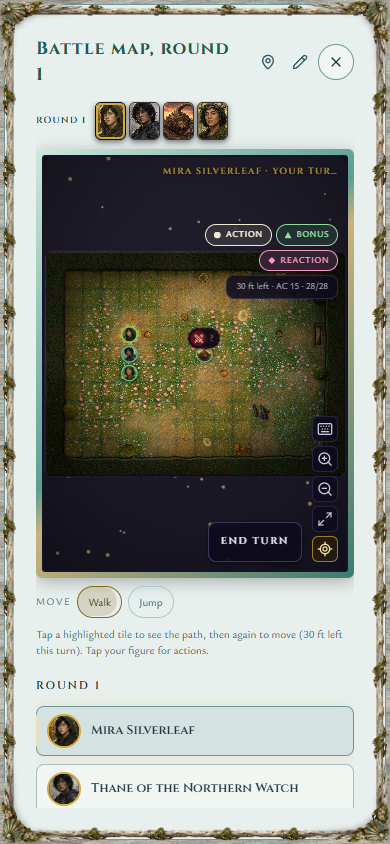 Battle map, round
1
ROUND 1
MIRA SILVERLEAF · YOUR TUR…
ACTION
BONUS
REACTION
30 ft left · AC 15 · 28/28
END TURN
MOVE
Walk
Jump
Tap a highlighted tile to see the path, then again to move (30 ft left
this turn). Tap your figure for actions.
ROUND 1
Mira Silverleaf
Thane of the Northern Watch